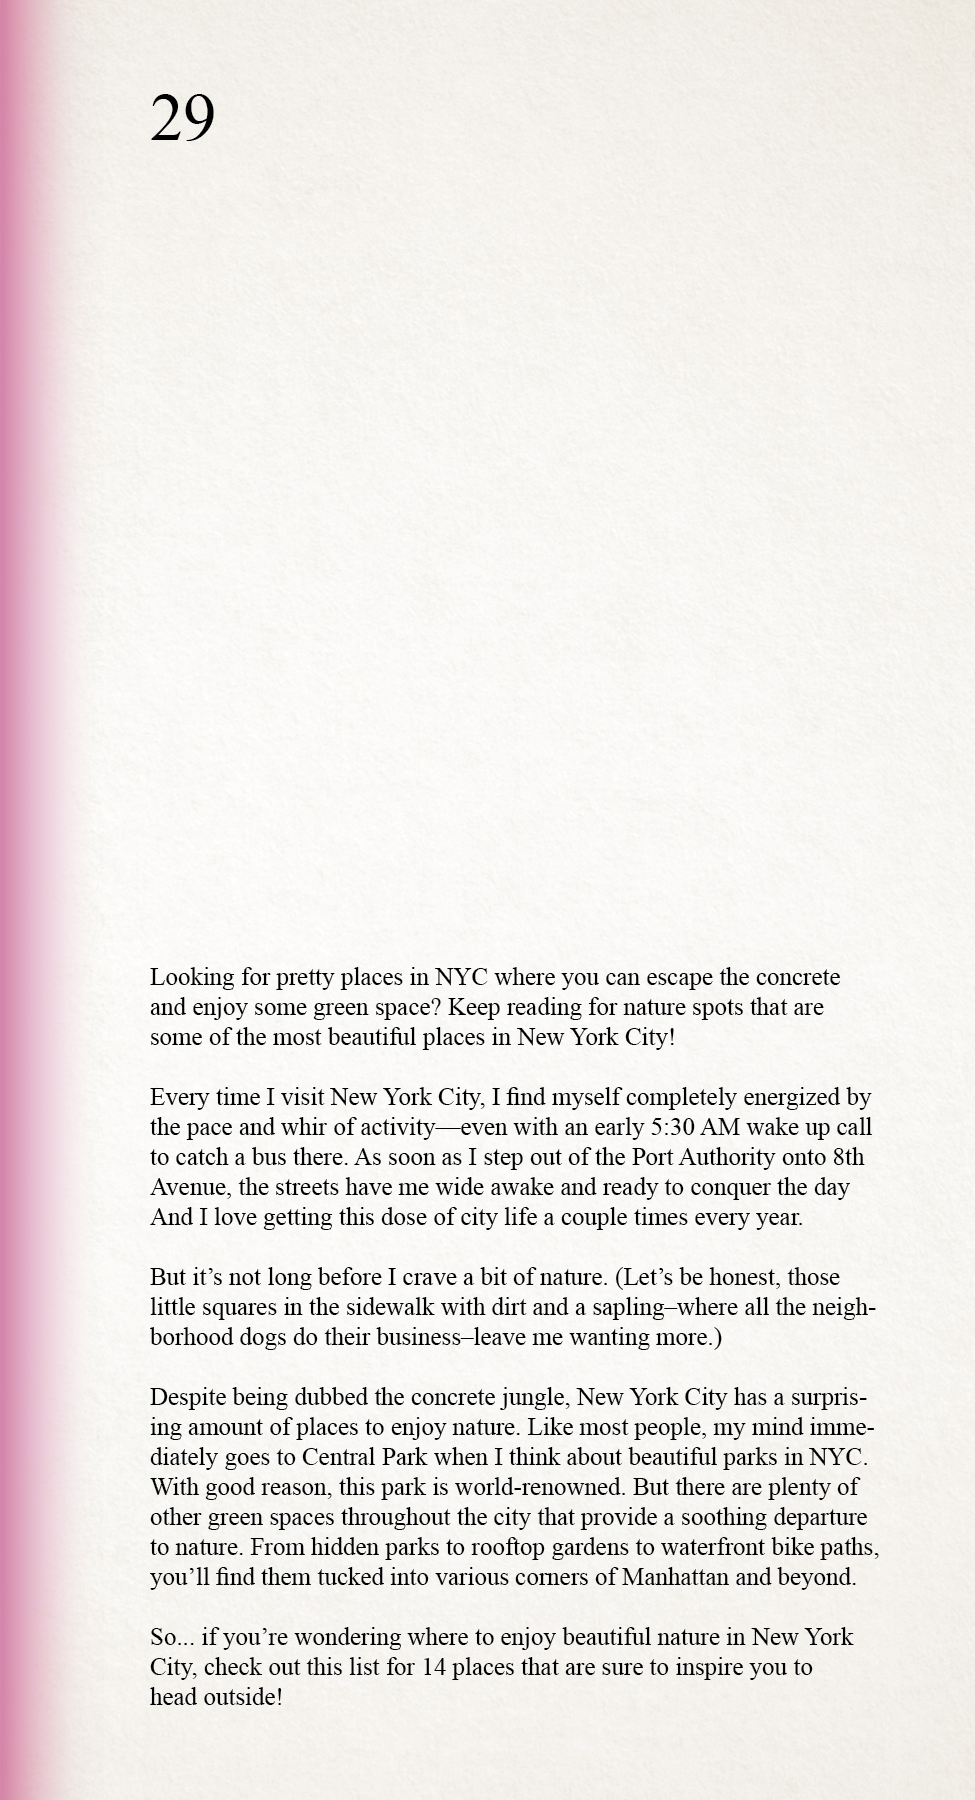 29
Looking for pretty places in NYC where you can escape the concrete
and enjoy some green space? Keep reading for nature spots that are
some of the most beautiful places in New York City!
Every time I visit New York City, I find myself completely energized by
the pace and whir of activity—even with an early 5:30 AM wake up call
to catch a bus there. As soon as I step out of the Port Authority onto 8th
Avenue, the streets have me wide awake and ready to conquer the day
And I love getting this dose of city life a couple times every year.
But it’s not long before I crave a bit of nature. (Let’s be honest, those
little squares in the sidewalk with dirt and a sapling–where all the neigh-
borhood dogs do their business–leave me wanting more.)
Despite being dubbed the concrete jungle, New York City has a surpris-
ing amount of places to enjoy nature. Like most people, my mind imme-
diately goes to Central Park when I think about beautiful parks in NYC.
With good reason, this park is world-renowned. But there are plenty of
other green spaces throughout the city that provide a soothing departure
to nature. From hidden parks to rooftop gardens to waterfront bike paths,
you’ll find them tucked into various corners of Manhattan and beyond.
So... if you’re wondering where to enjoy beautiful nature in New York
City, check out this list for 14 places that are sure to inspire you to
head outside!